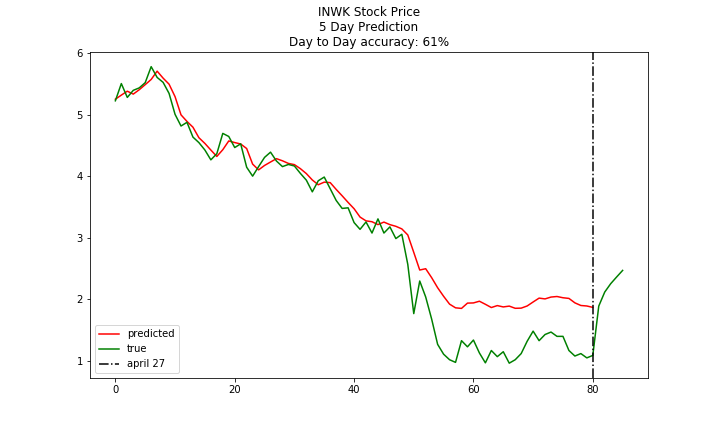 INWK Stock Price
5 Day Prediction
Day to Day accuracy: 61%
6
5
4
3
2
1
predicted
true
april 27
0 20 40 60 80